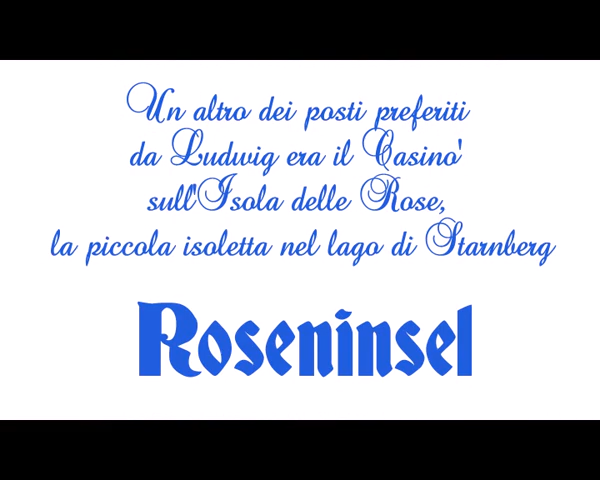 Un altro dei posti preferiti
da Ludwig era il Casino'
sull'Isola delle Rose,
la piccola isoletta nel lago di Starnberg
Roseninsel